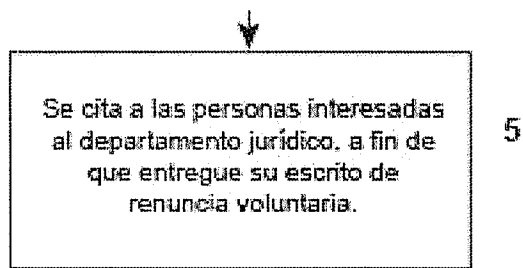 Se cita a las personas interesadas
al departamento jurídico, a fin de
que entregue su escrito de
renuncia voluntaria.
5